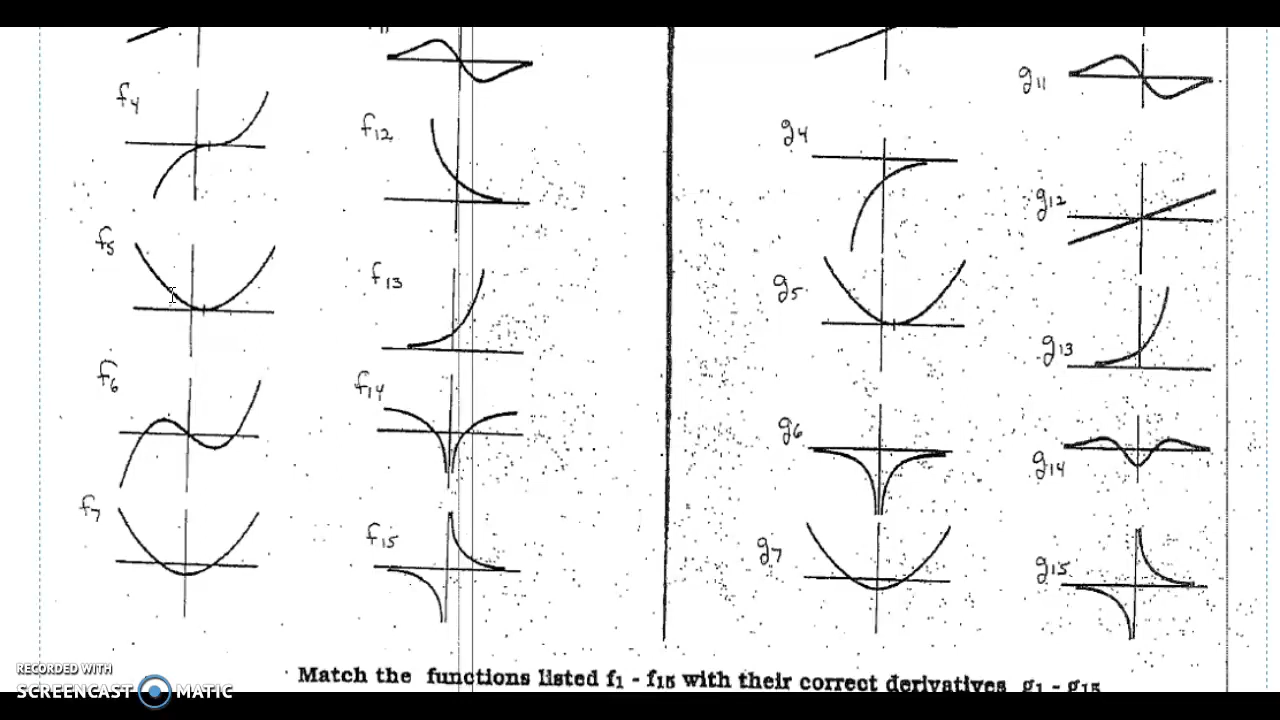 f4
f12
f5
f13
f6
f14
f7
f15
g11
g4
g12
g5
g13
g6
g14
g7
g15
Match the functions listed f1 - f15 with their correct derivatives g1 - g15
RECORDED WITH
SCREENCAST MATIC